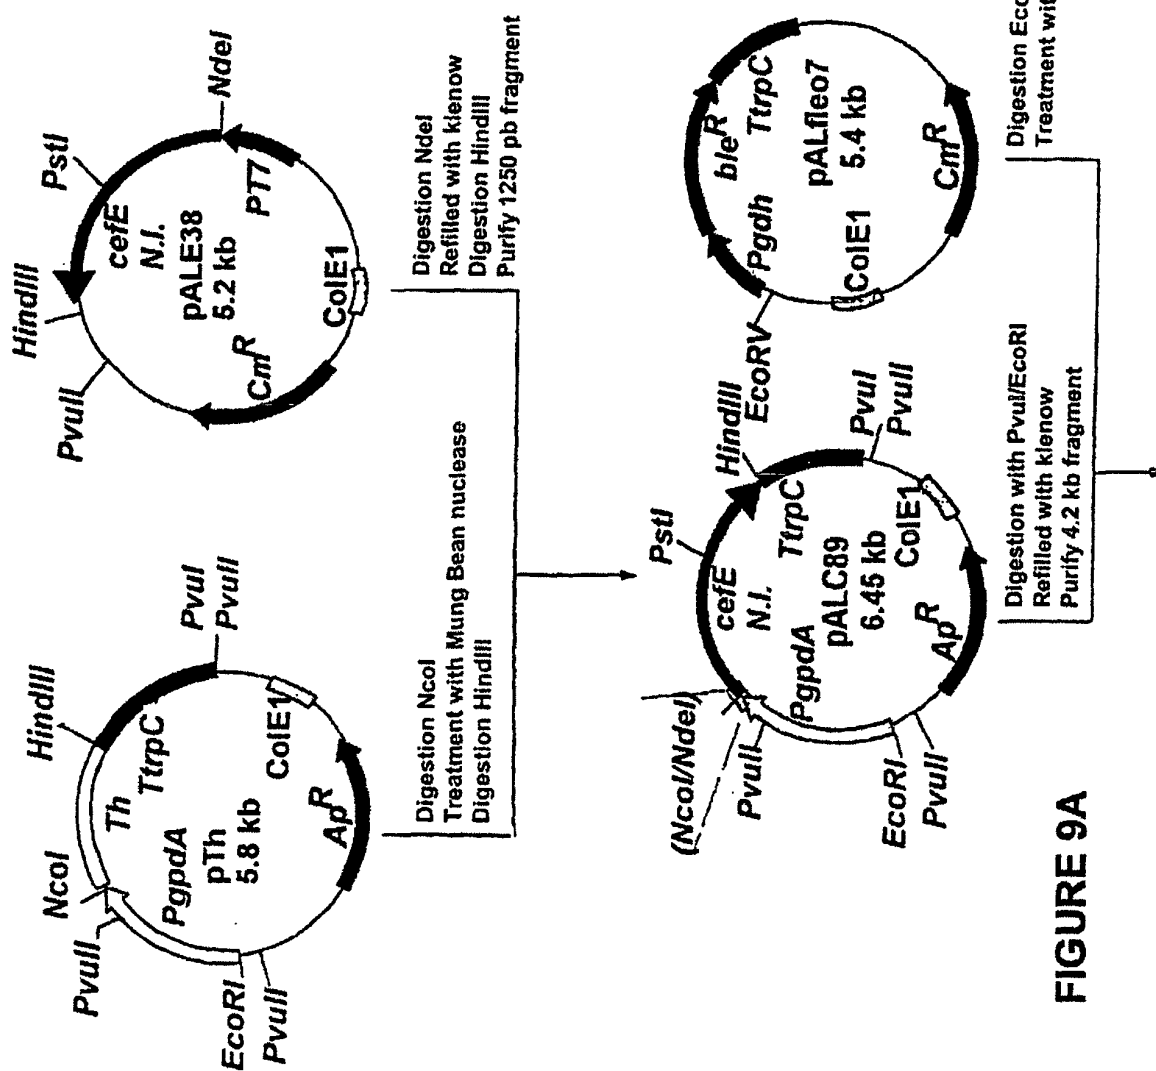 HindIII
PvuI
PvuII
NcoI
PvuII
EcoRI
PvuII
Th
TtrpC
PgpdA
pTh
5.8 kb
ColE1
ApR
Digestion NcoI
Treatment with Mung Bean nuclease
Digestion HindIII
PstI
HindIII
PvuII
NdeI
cefE
N.I.
pALE38
5.2 kb
PT7
CmR
ColE1
Digestion NdeI
Refilled with klenow
Digestion HindIII
Purify 1250 pb fragment
PstI
HindIII
PvuI
PvuII
(NcoI/NdeI)
PvuII
EcoRI
PvuII
cefE
N.I.
TtrpC
PgpdA
pALC89
6.45 kb
ColE1
ApR
Digestion with PvuI/EcoRI
Refilled with klenow
Purify 4.2 kb fragment
EcoRV
Pgdh
bleR
TtrpC
pALfleo7
5.4 kb
ColE1
CmR
Digestion Eco
Treatment wit
FIGURE 9A